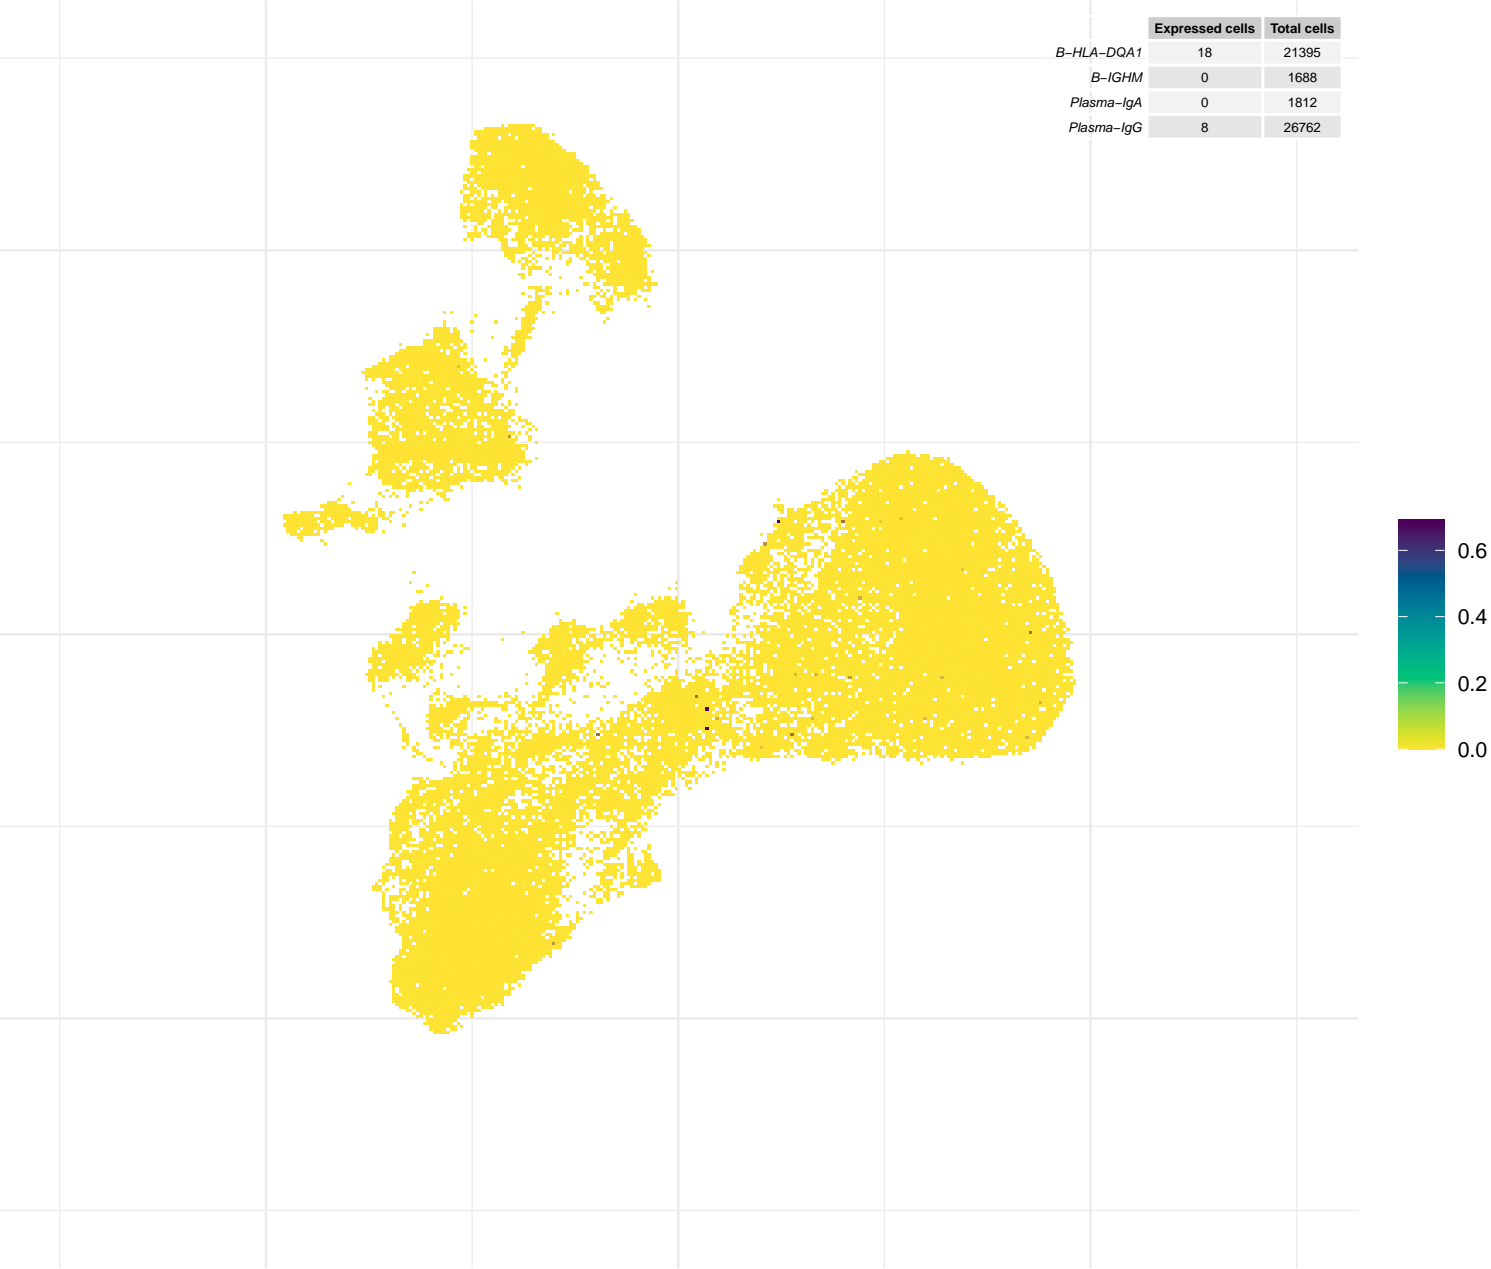 Expressed cells Total cells
B−HLA−DQA1 18 21395
B−IGHM 0 1688
Plasma−IgA 0 1812
Plasma−IgG 8 26762
0.6
0.4
0.2
0.0